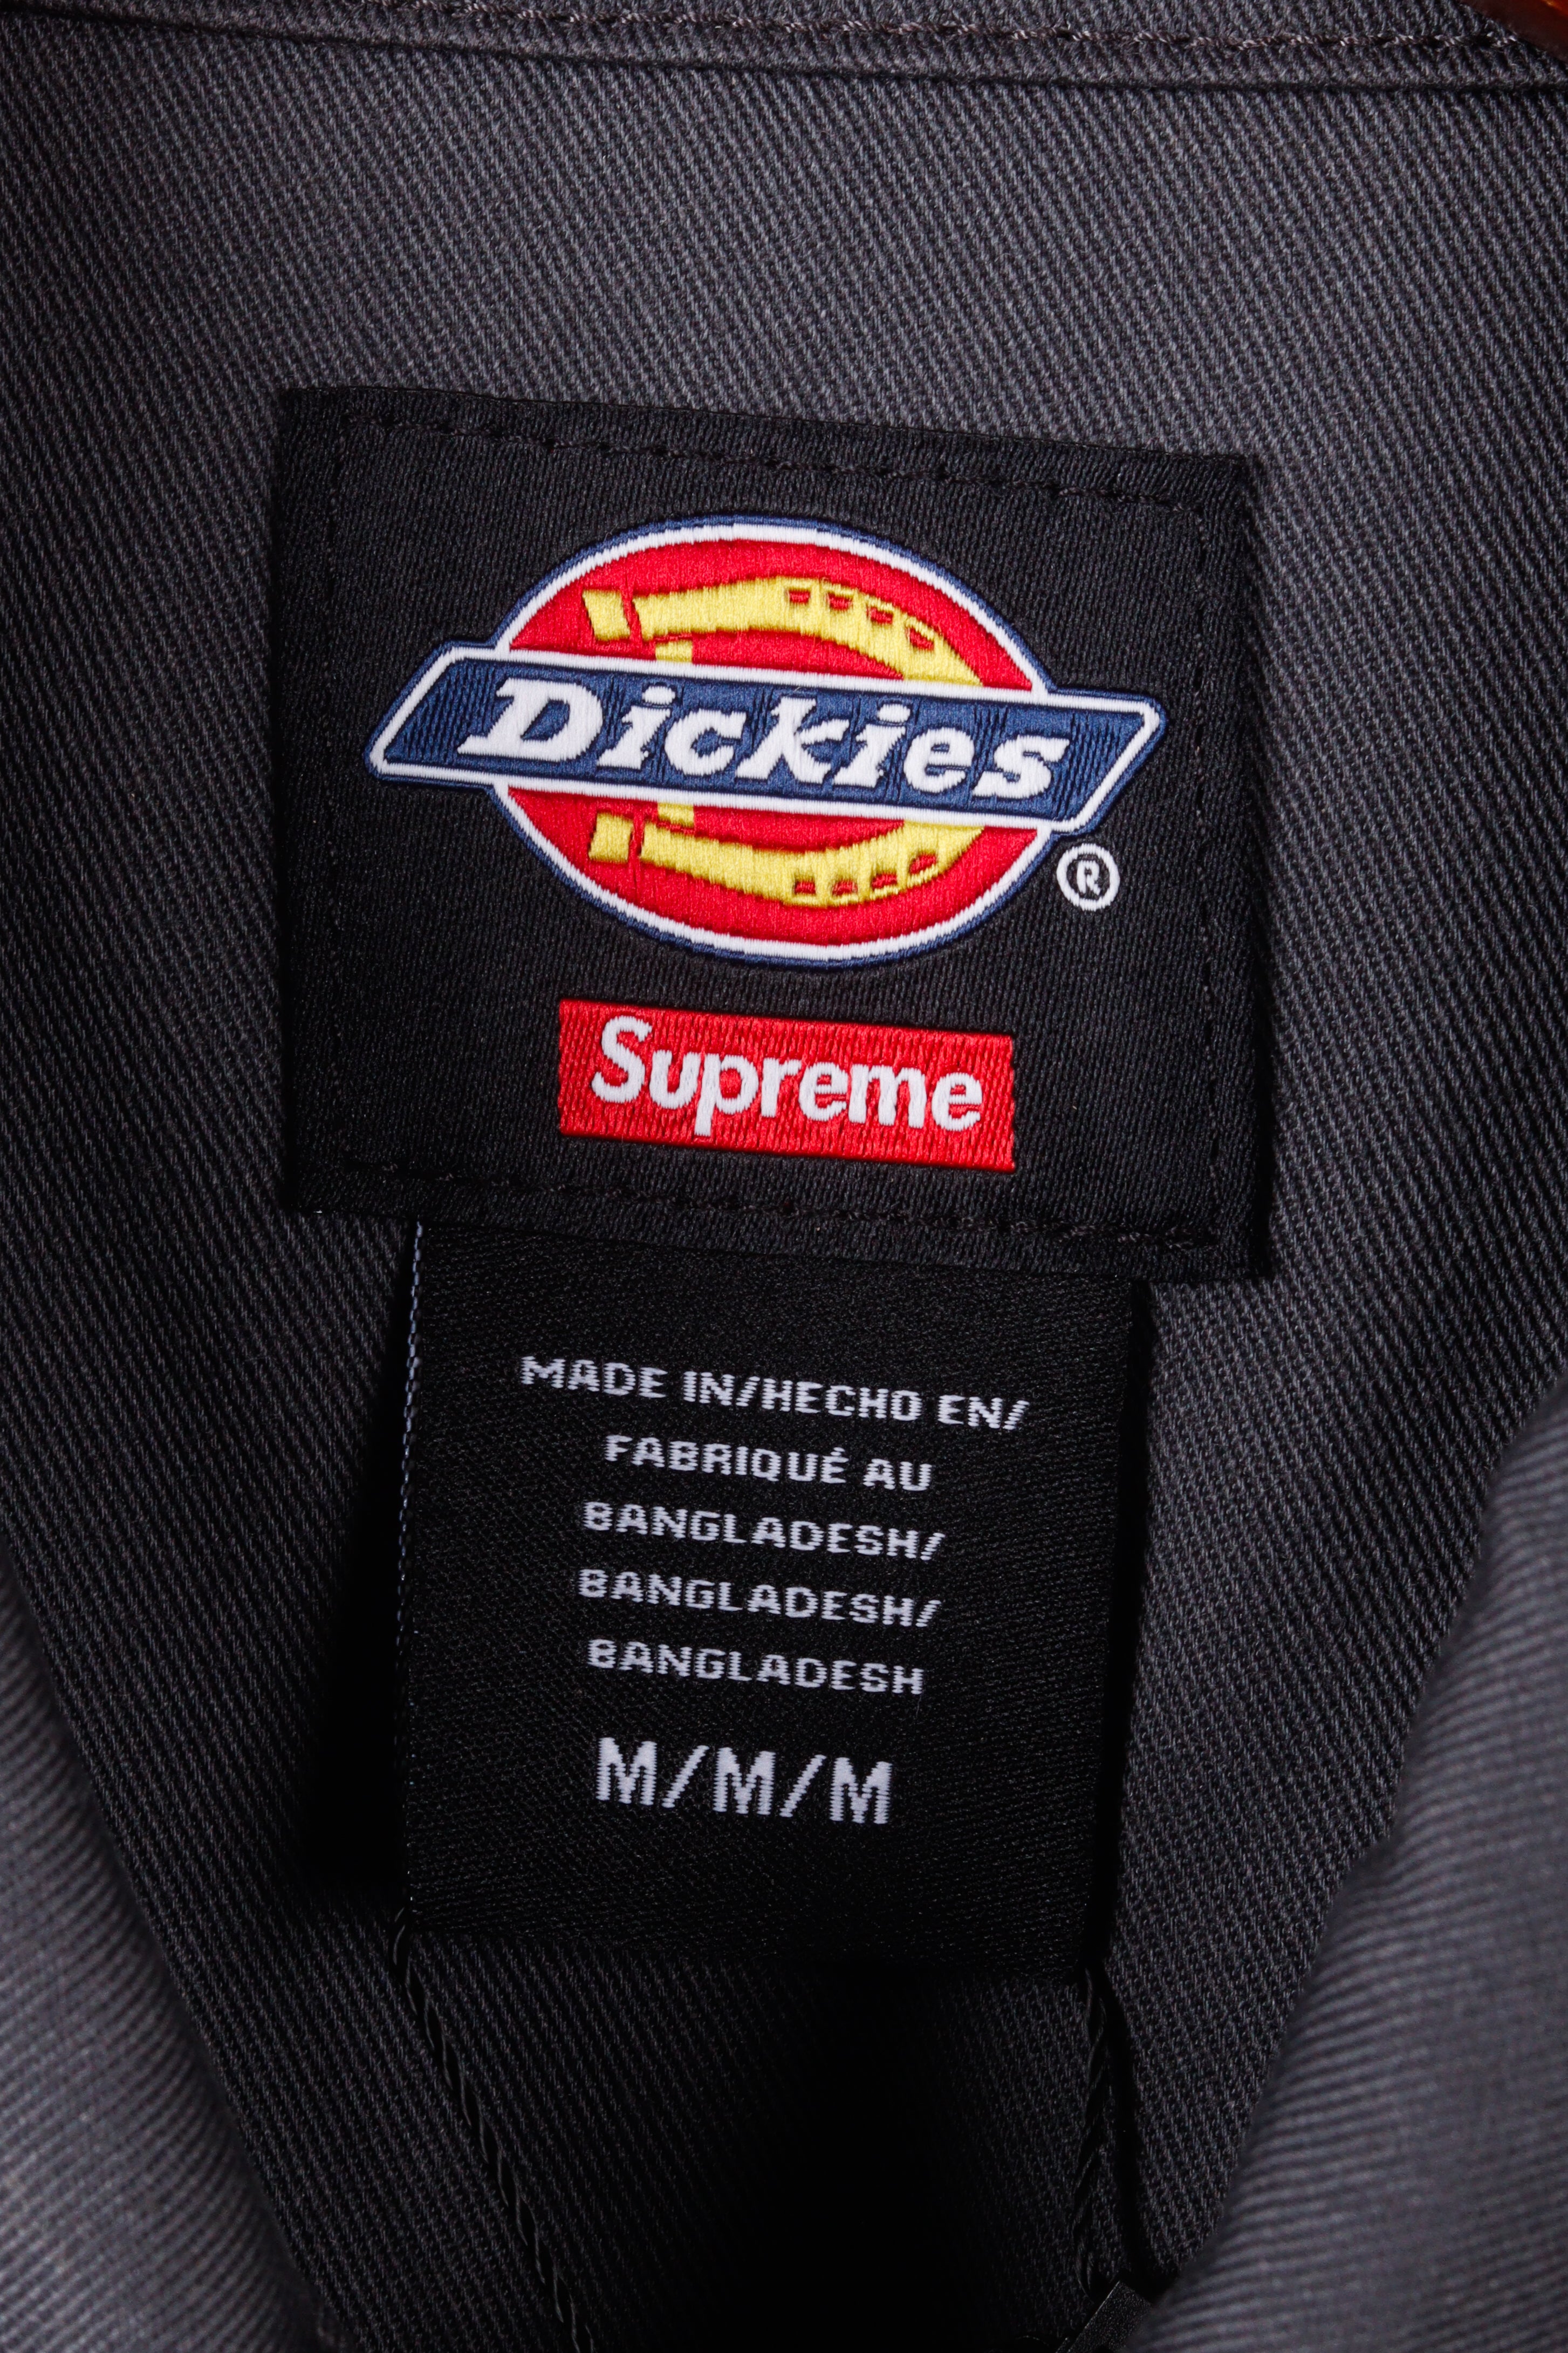 Dickies
®
Supreme
MADE IN/HECHO EN/
FABRIQUÉ AU
BANGLADESH/
BANGLADESH/
BANGLADESH
M/M/M